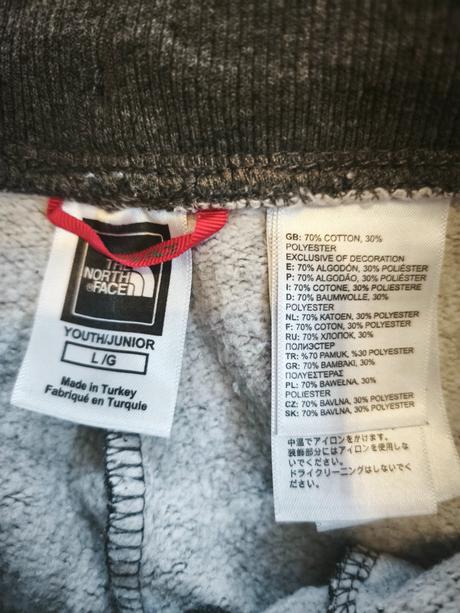 THE
NORTH
FACE
YOUTH/JUNIOR
L/G
Made in Turkey
Fabriqué en Turquie
GB: 70% COTTON, 30%
POLYESTER
EXCLUSIVE OF DECORATION
E: 70% ALGODÓN, 30% POLIÉSTER
P: 70% ALGODÃO, 30% POLIÉSTER
I: 70% COTONE, 30% POLIESTERE
D: 70% BAUMWOLLE, 30%
POLYESTER
NL: 70% KATOEN, 30% POLYESTER
F: 70% COTON, 30% POLYESTER
RU: 70% ХЛОПОК, 30%
ПОЛИЭСТЕР
TR: %70 PAMUK, %30 POLYESTER
GR: 70% ΒΑΜΒΑΚΙ, 30%
ΠΟΛΥΕΣΤΕΡΑΣ
PL: 70% BAWEŁNA, 30%
POLIESTER
CZ: 70% BAVLNA, 30% POLYESTER
SK: 70% BAVLNA, 30% POLYESTER
中温でアイロンをかけます。
装飾部分にはアイロンを使用しな
いでください。
ドライクリーニングはしないでく
ださい。